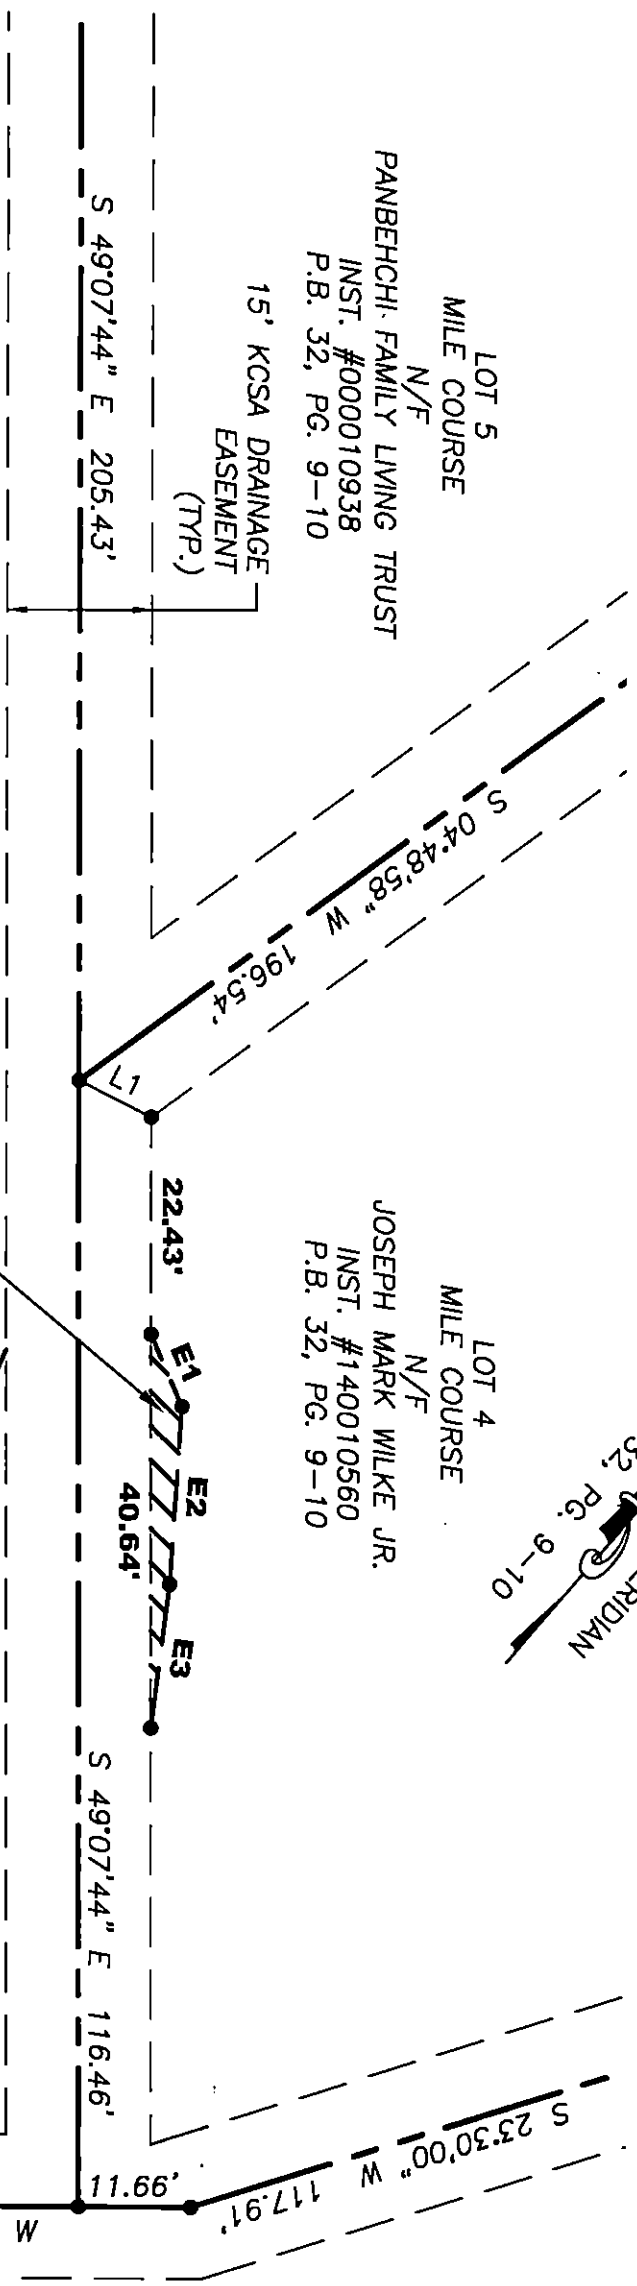 LOT 5
MILE COURSE
N/F
PANBEHCHI FAMILY LIVING TRUST
INST. #000010938
P.B. 32, PG. 9-10
15' KCSA DRAINAGE
EASEMENT
(TYP.)
S 49°07'44" E 205.43'
S 04°48'58" W 196.54'
L1
LOT 4
MILE COURSE
N/F
JOSEPH MARK WILKE JR.
INST. #140010560
P.B. 32, PG. 9-10
22.43'
E1
E2
40.64'
E3
PG. 9-10
S 49°07'44" E 116.46'
S 23°30'00" W 117.91'
11.66'
W